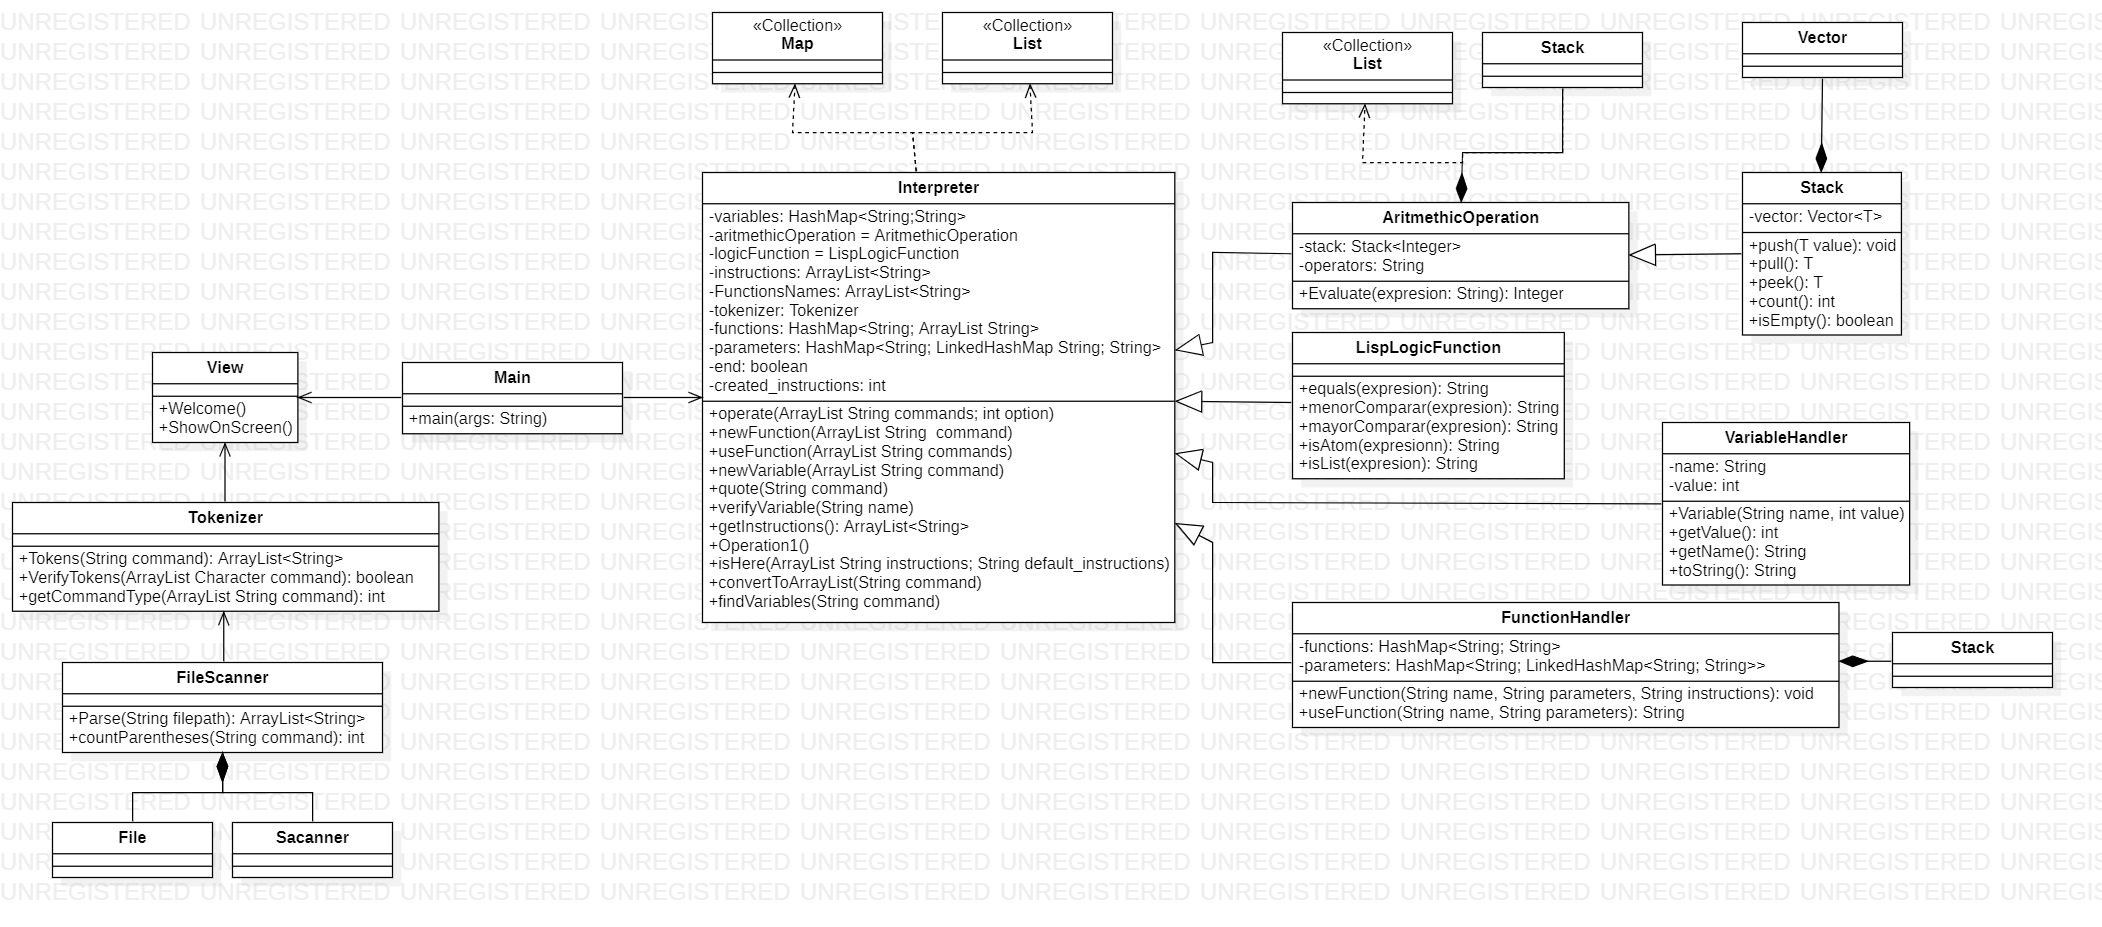 «Collection»
Map
«Collection»
List
«Collection»
List
Stack
Vector
Interpreter
-variables: HashMap<String;String>
-aritmethicOperation = AritmethicOperation
-logicFunction = LispLogicFunction
-instructions: ArrayList<String>
-FunctionsNames: ArrayList<String>
-tokenizer: Tokenizer
-functions: HashMap<String; ArrayList String>
-parameters: HashMap<String; LinkedHashMap String; String>
-end: boolean
-created_instructions: int
+operate(ArrayList String commands; int option)
+newFunction(ArrayList String  command)
+useFunction(ArrayList String commands)
+newVariable(ArrayList String command)
+quote(String command)
+verifyVariable(String name)
+getInstructions(): ArrayList<String>
+Operation1()
+isHere(ArrayList String instructions; String default_instructions)
+convertToArrayList(String command)
+findVariables(String command)
AritmethicOperation
-stack: Stack<Integer>
-operators: String
+Evaluate(expresion: String): Integer
Stack
-vector: Vector<T>
+push(T value): void
+pull(): T
+peek(): T
+count(): int
+isEmpty(): boolean
LispLogicFunction
+equals(expresion): String
+menorComparar(expresion): String
+mayorComparar(expresion): String
+isAtom(expresionn): String
+isList(expresion): String
View
+Welcome()
+ShowOnScreen()
Main
+main(args: String)
VariableHandler
-name: String
-value: int
+Variable(String name, int value)
+getValue(): int
+getName(): String
+toString(): String
Tokenizer
+Tokens(String command): ArrayList<String>
+VerifyTokens(ArrayList Character command): boolean
+getCommandType(ArrayList String command): int
FunctionHandler
-functions: HashMap<String; String>
-parameters: HashMap<String; LinkedHashMap<String; String>>
+newFunction(String name, String parameters, String instructions): void
+useFunction(String name, String parameters): String
Stack
FileScanner
+Parse(String filepath): ArrayList<String>
+countParentheses(String command): int
File
Sacanner
UNREGISTERED